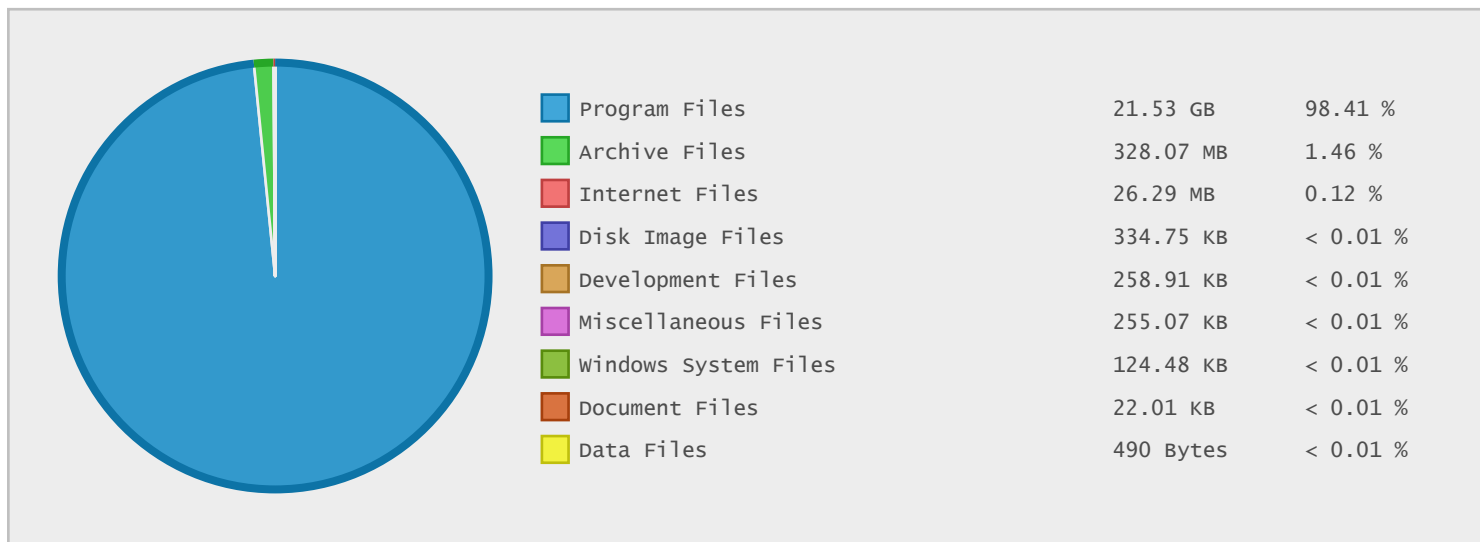 Program Files 21.53 GB 98.41 %
Archive Files 328.07 MB 1.46 %
Internet Files 26.29 MB 0.12 %
Disk Image Files 334.75 KB < 0.01 %
Development Files 258.91 KB < 0.01 %
Miscellaneous Files 255.07 KB < 0.01 %
Windows System Files 124.48 KB < 0.01 %
Document Files 22.01 KB < 0.01 %
Data Files 490 Bytes < 0.01 %